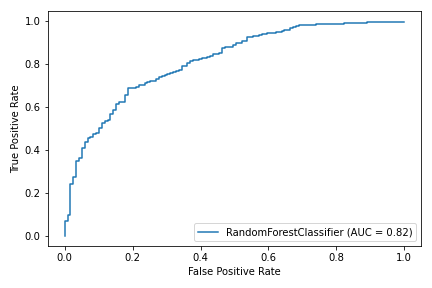 1.0
0.8
0.6
0.4
0.2
0.0
True Positive Rate
RandomForestClassifier (AUC = 0.82)
0.0 0.2 0.4 0.6 0.8 1.0
False Positive Rate